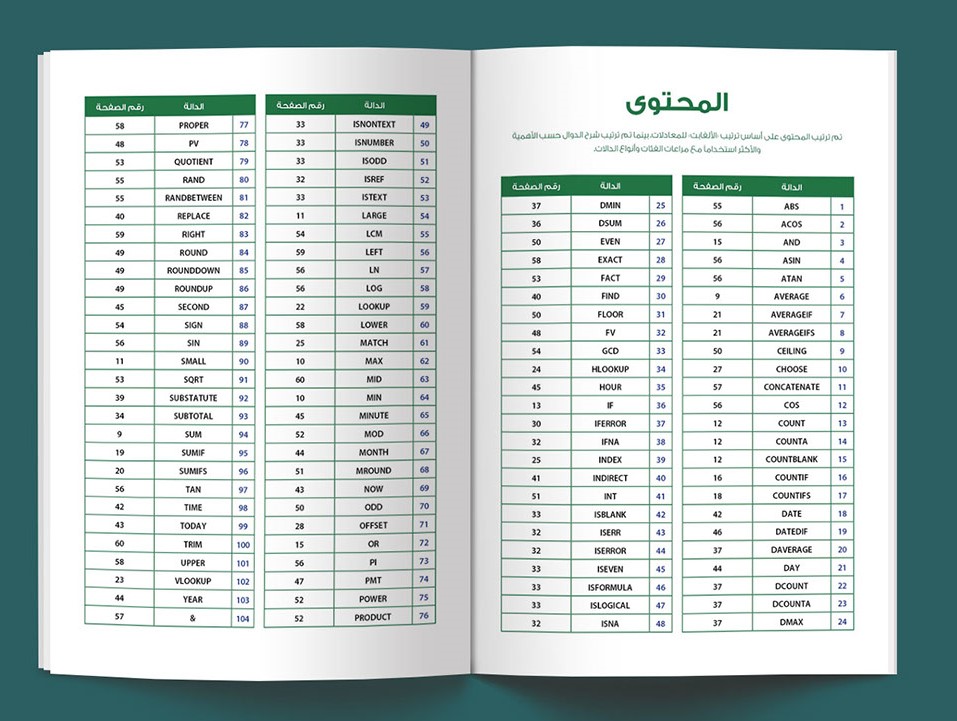 المحتوى
تم ترتيب المحتوى على أساس ترتيب -الألفابت- للمعادلات، بينما تم ترتيب شرح الدوال حسب الأهمية
والأكثر استخداماً مع مراعات الفئات وأنواع الدالات.
الدالة رقم الصفحة
1 ABS 55
2 ACOS 56
3 AND 15
4 ASIN 56
5 ATAN 56
6 AVERAGE 9
7 AVERAGEIF 21
8 AVERAGEIFS 21
9 CEILING 50
10 CHOOSE 27
11 CONCATENATE 57
12 COS 56
13 COUNT 12
14 COUNTA 12
15 COUNTBLANK 12
16 COUNTIF 16
17 COUNTIFS 18
18 DATE 42
19 DATEDIF 46
20 DAVERAGE 37
21 DAY 44
22 DCOUNT 37
23 DCOUNTA 37
24 DMAX 37
الدالة رقم الصفحة
25 DMIN 37
26 DSUM 36
27 EVEN 50
28 EXACT 58
29 FACT 53
30 FIND 40
31 FLOOR 50
32 FV 48
33 GCD 54
34 HLOOKUP 24
35 HOUR 45
36 IF 13
37 IFERROR 30
38 IFNA 32
39 INDEX 25
40 INDIRECT 41
41 INT 51
42 ISBLANK 33
43 ISERR 32
44 ISERROR 32
45 ISEVEN 33
46 ISFORMULA 33
47 ISLOGICAL 33
48 ISNA 32
الدالة رقم الصفحة
49 ISNONTEXT 33
50 ISNUMBER 33
51 ISODD 33
52 ISREF 32
53 ISTEXT 33
54 LARGE 11
55 LCM 54
56 LEFT 59
57 LN 56
58 LOG 56
59 LOOKUP 22
60 LOWER 58
61 MATCH 25
62 MAX 10
63 MID 60
64 MIN 10
65 MINUTE 45
66 MOD 52
67 MONTH 44
68 MROUND 51
69 NOW 43
70 ODD 50
71 OFFSET 28
72 OR 15
73 PI 56
74 PMT 47
75 POWER 52
76 PRODUCT 52
الدالة رقم الصفحة
77 PROPER 58
78 PV 48
79 QUOTIENT 53
80 RAND 55
81 RANDBETWEEN 55
82 REPLACE 40
83 RIGHT 59
84 ROUND 49
85 ROUNDDOWN 49
86 ROUNDUP 49
87 SECOND 45
88 SIGN 54
89 SIN 56
90 SMALL 11
91 SQRT 53
92 SUBSTATUTE 39
93 SUBTOTAL 34
94 SUM 9
95 SUMIF 19
96 SUMIFS 20
97 TAN 56
98 TIME 42
99 TODAY 43
100 TRIM 60
101 UPPER 58
102 VLOOKUP 23
103 YEAR 44
104 & 57